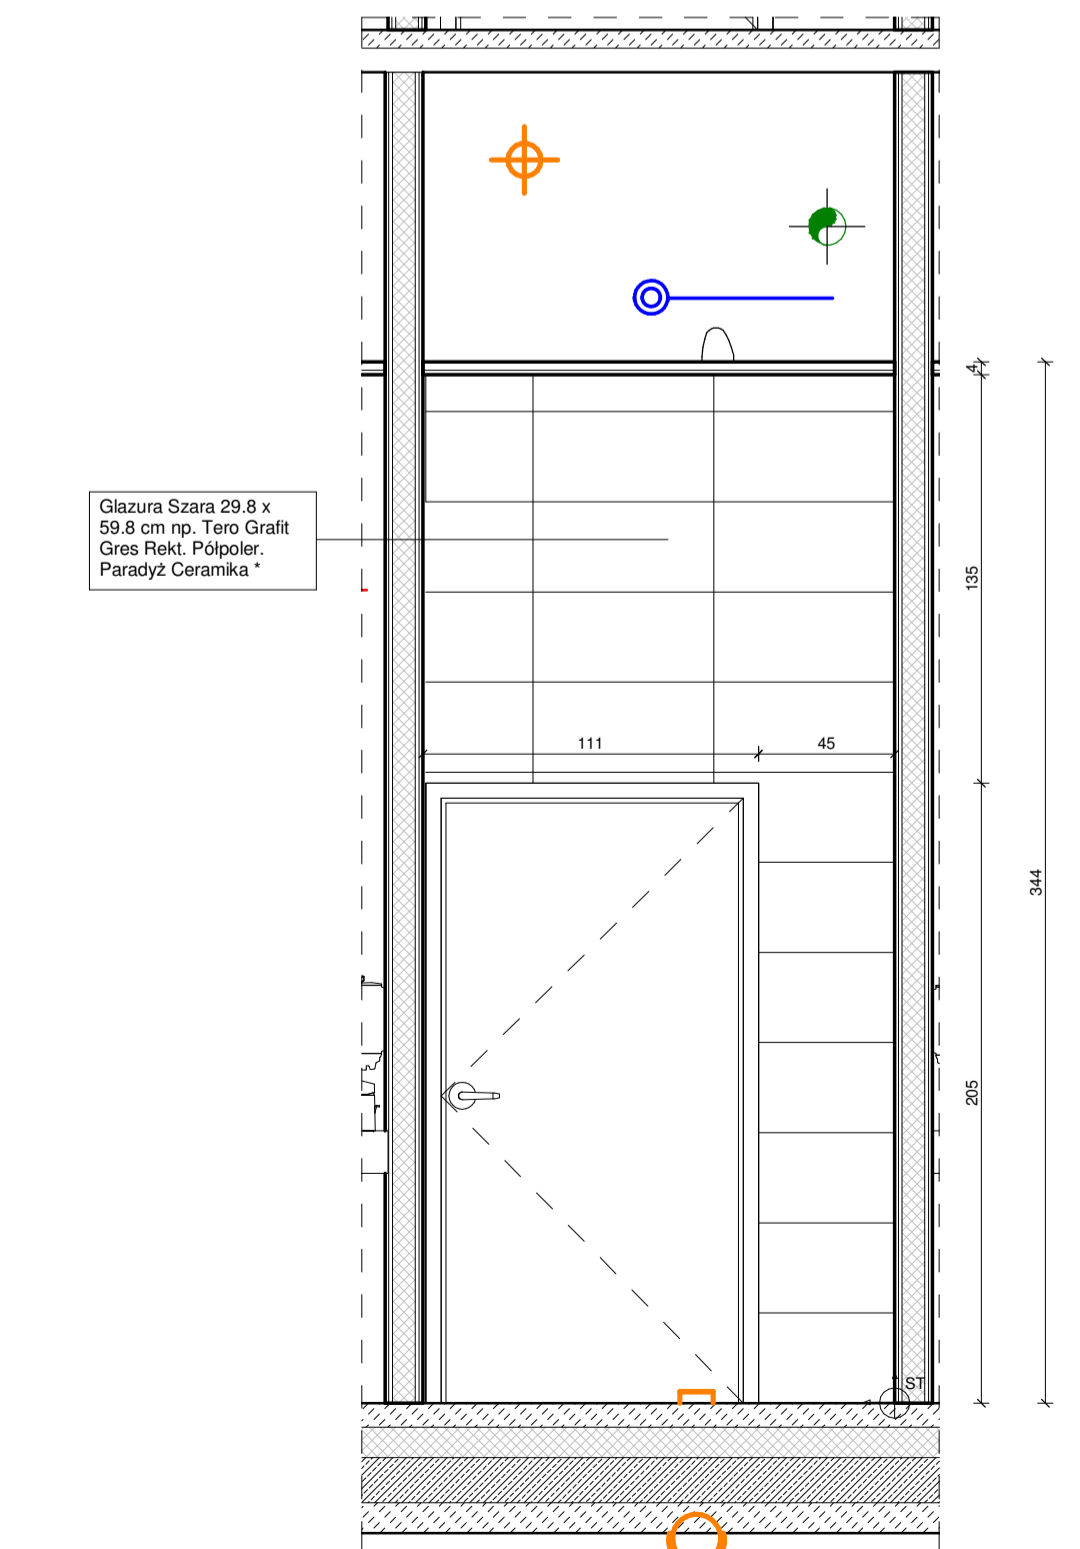 4
Glazura Szara 29.8 x
59.8 cm np. Tero Grafit
Gres Rekt. Półpoler.
Paradyż Ceramika *
135
111
45
344
205
ST